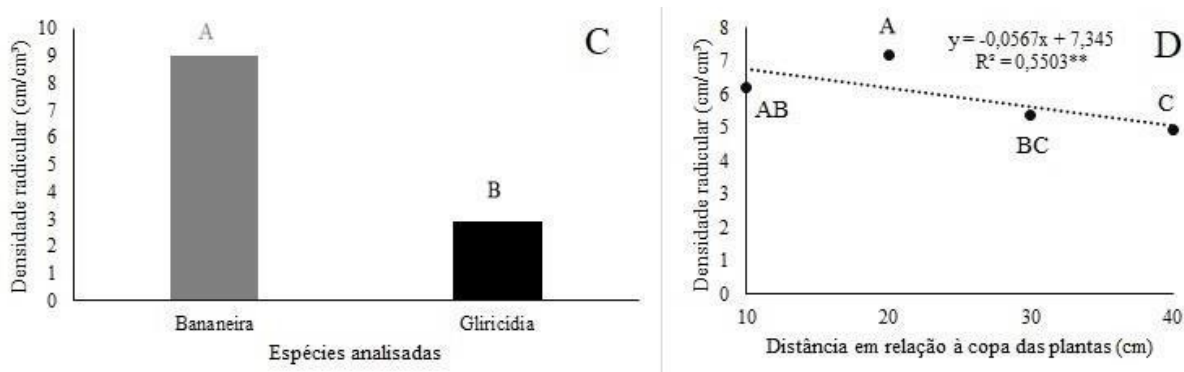 C
Densidade radicular (cm/cm³)
10
9
8
7
6
5
4
3
2
1
0
A
B
Bananeira
Gliricídia
Espécies analisadas
D
Densidade radicular (cm/cm³)
8
7
6
5
4
3
2
1
0
y = -0,0567x + 7,345
R² = 0,5503**
AB
A
BC
C
10
20
30
40
Distância em relação à copa das plantas (cm)